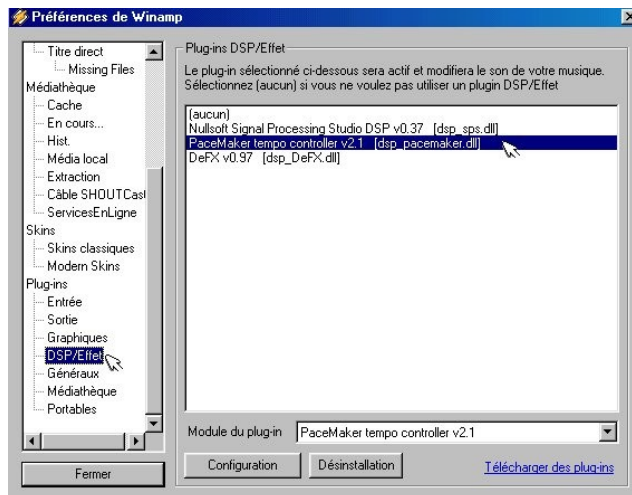 Préférences de Winamp
Titre direct
Missing Files
Médiathèque
Cache
En cours...
Hist.
Média local
Extraction
Câble SHOUTCast
ServicesEnLigne
Skins
Skins classiques
Modern Skins
Plug-ins
Entrée
Sortie
Graphiques
DSP/Effet
Généraux
Médiathèque
Portables
Fermer
Plug-ins DSP/Effet
Le plug-in sélectionné ci-dessous sera actif et modifiera le son de votre musique.
Sélectionnez (aucun) si vous ne voulez pas utiliser un plugin DSP/Effet
(aucun)
Nullsoft Signal Processing Studio DSP v0.37 [dsp_sps.dll]
PaceMaker tempo controller v2.1 [dsp_pacemaker.dll]
DeFX v0.97 [dsp_DeFX.dll]
Module du plug-in PaceMaker tempo controller v2.1
Configuration Désinstallation Télécharger des plug-ins